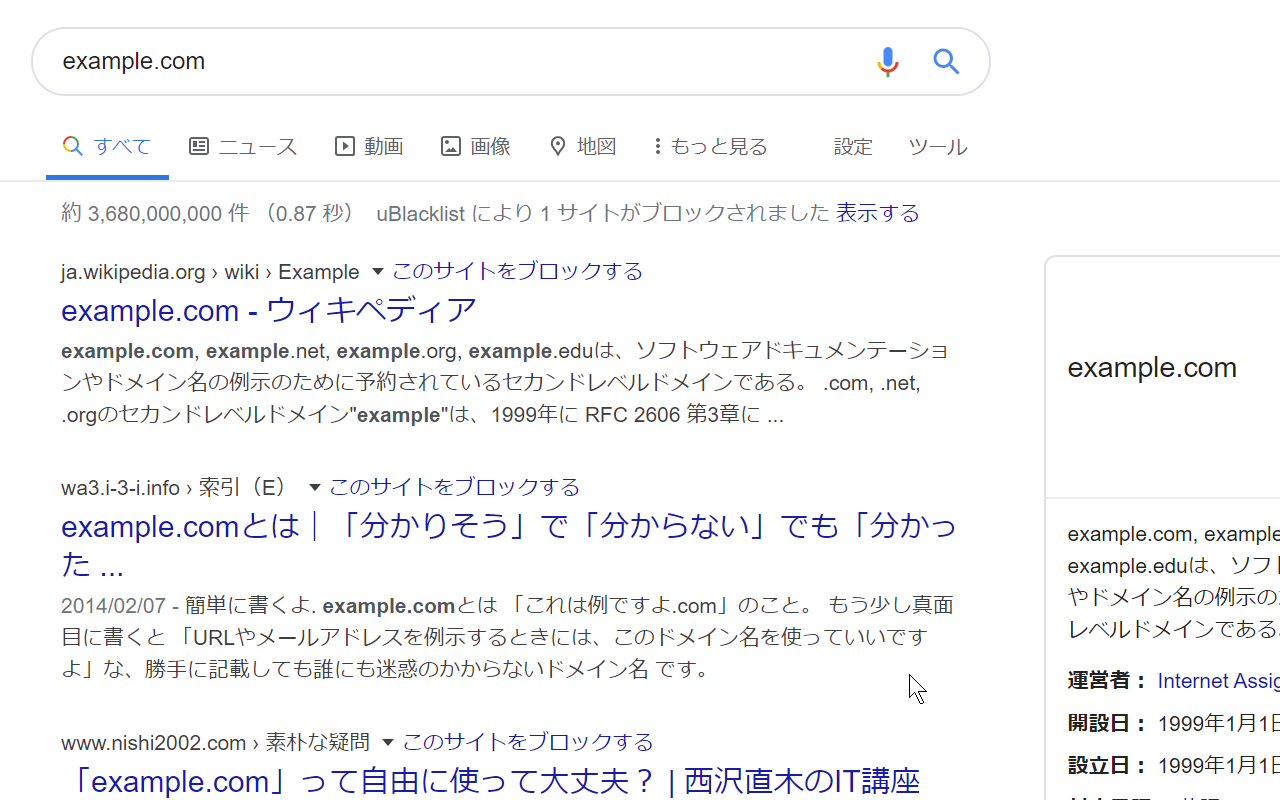 example.com
すべて ニュース 動画 画像 地図 もっと見る 設定 ツール
約 3,680,000,000 件 （0.87 秒） uBlacklist により 1 サイトがブロックされました 表示する
ja.wikipedia.org › wiki › Example このサイトをブロックする
example.com - ウィキペディア
example.com, example.net, example.org, example.eduは、ソフトウェアドキュメンテーショ
ンやドメイン名の例示のために予約されているセカンドレベルドメインである。 .com, .net,
.orgのセカンドレベルドメイン"example"は、1999年に RFC 2606 第3章に ...
wa3.i-3-i.info › 索引（E） このサイトをブロックする
example.comとは｜「分かりそう」で「分からない」でも「分かっ
た ...
2014/02/07 - 簡単に書くよ. example.comとは 「これは例ですよ.com」のこと。 もう少し真面
目に書くと 「URLやメールアドレスを例示するときには、このドメイン名を使っていいです
よ」な、勝手に記載しても誰にも迷惑のかからないドメイン名 です。
www.nishi2002.com › 素朴な疑問 このサイトをブロックする
「example.com」って自由に使って大丈夫？ | 西沢直木のIT講座
example.com
example.com, example
example.eduは、ソフト
やドメイン名の例示の
レベルドメインである
運営者： Internet Assig
開設日： 1999年1月1日
設立日： 1999年1月1日